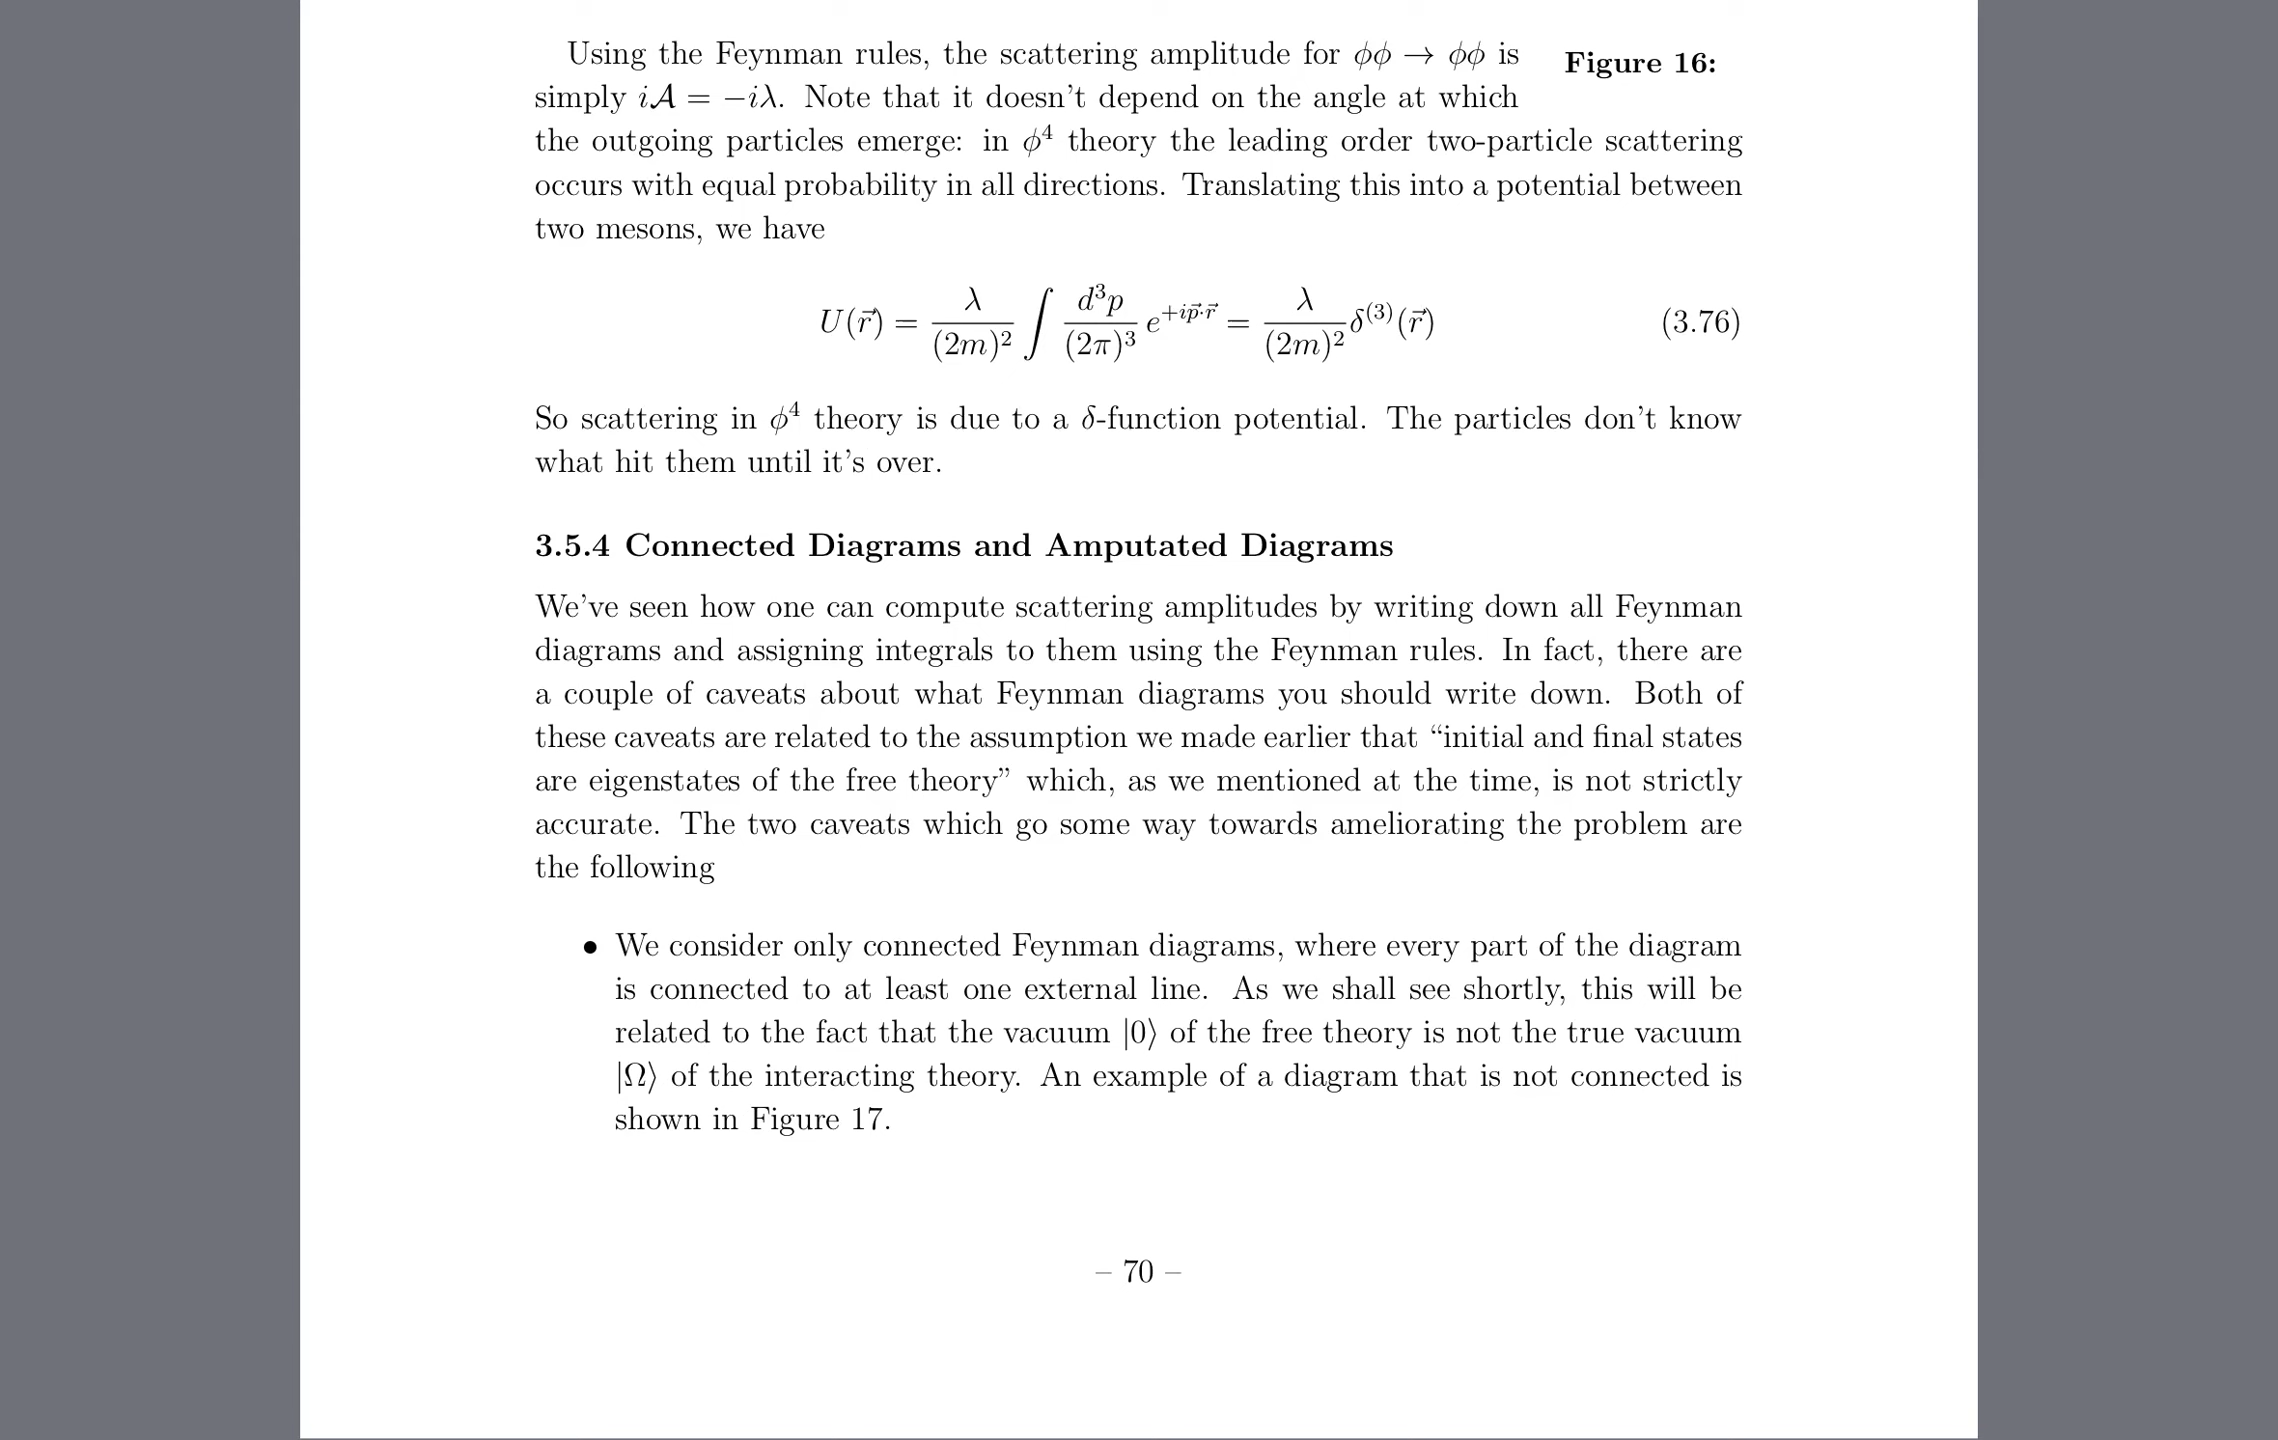 Using the Feynman rules, the scattering amplitude for ϕϕ → ϕϕ is
Figure 16:
simply i𝒜 = −iλ. Note that it doesn't depend on the angle at which
the outgoing particles emerge: in ϕ⁴ theory the leading order two-particle scattering
occurs with equal probability in all directions. Translating this into a potential between
two mesons, we have
U(r⃗) = λ/(2m)² ∫ d³p/(2π)³ e^{+ip⃗·r⃗} = λ/(2m)² δ⁽³⁾(r⃗) (3.76)
So scattering in ϕ⁴ theory is due to a δ-function potential. The particles don't know
what hit them until it's over.
3.5.4 Connected Diagrams and Amputated Diagrams
We've seen how one can compute scattering amplitudes by writing down all Feynman
diagrams and assigning integrals to them using the Feynman rules. In fact, there are
a couple of caveats about what Feynman diagrams you should write down. Both of
these caveats are related to the assumption we made earlier that “initial and final states
are eigenstates of the free theory” which, as we mentioned at the time, is not strictly
accurate. The two caveats which go some way towards ameliorating the problem are
the following
• We consider only connected Feynman diagrams, where every part of the diagram
is connected to at least one external line. As we shall see shortly, this will be
related to the fact that the vacuum |0⟩ of the free theory is not the true vacuum
|Ω⟩ of the interacting theory. An example of a diagram that is not connected is
shown in Figure 17.
– 70 –